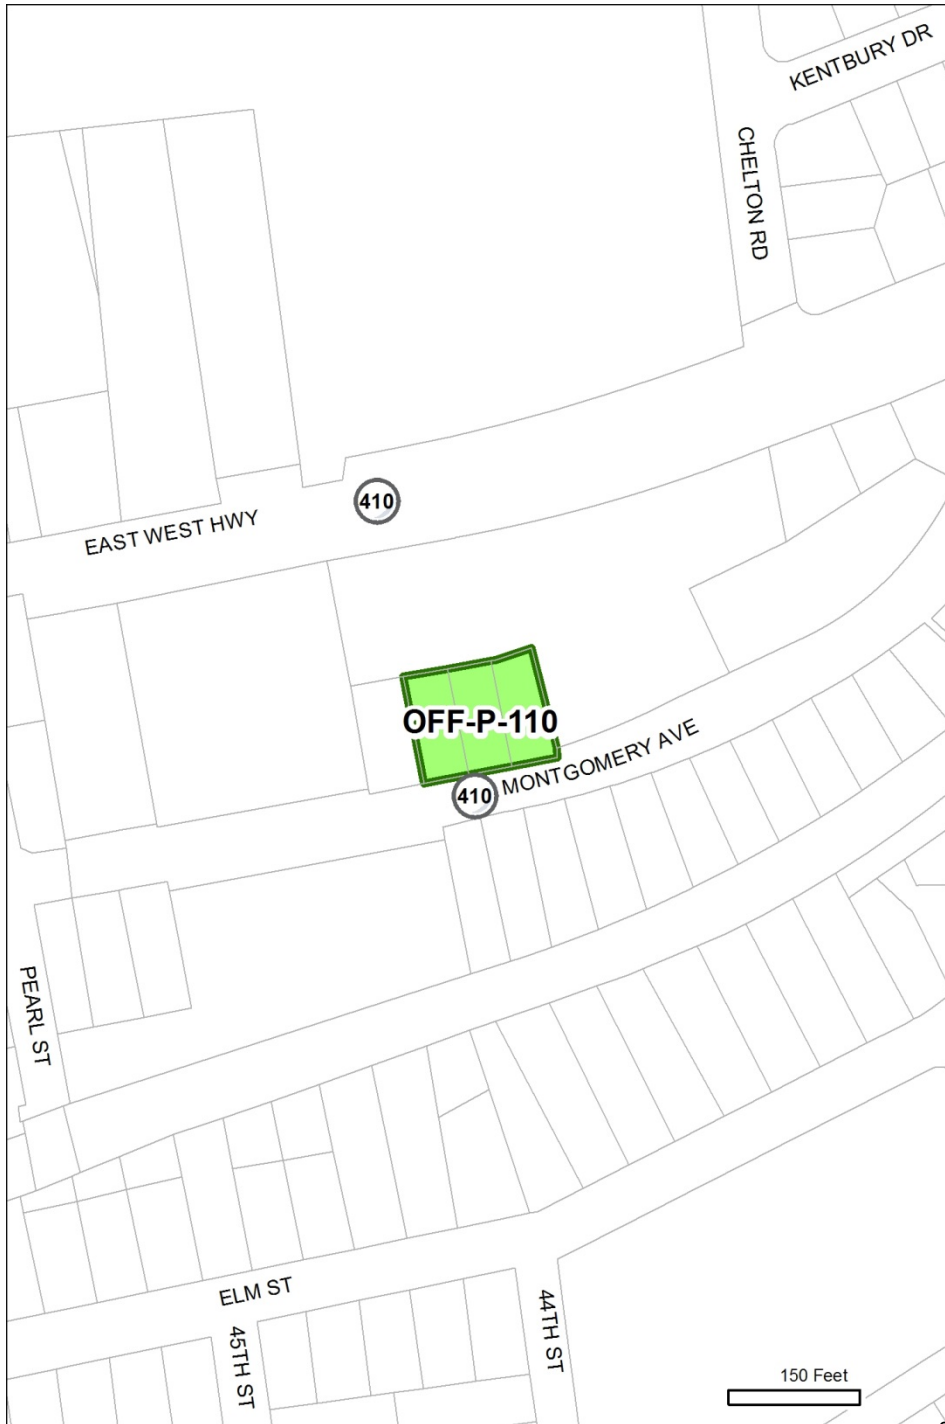 KENTBURY DR
CHELTON RD
410
EAST WEST HWY
OFF-P-110
MONTGOMERY AVE
410
PEARL ST
ELM ST
45TH ST
44TH ST
150 Feet